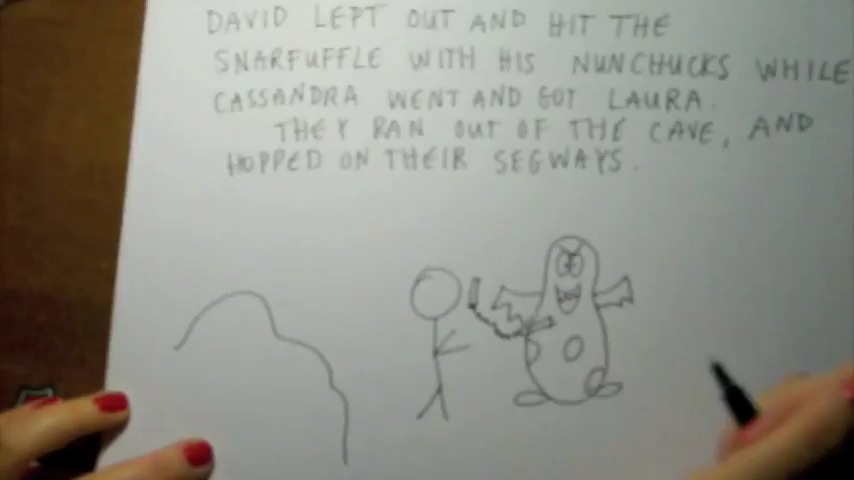 DAVID LEPT OUT AND HIT THE
SNARFUFFLE WITH HIS NUNCHUCKS WHILE
CASSANDRA WENT AND GOT LAURA.
THEY RAN OUT OF THE CAVE, AND
HOPPED ON THEIR SEGWAYS.